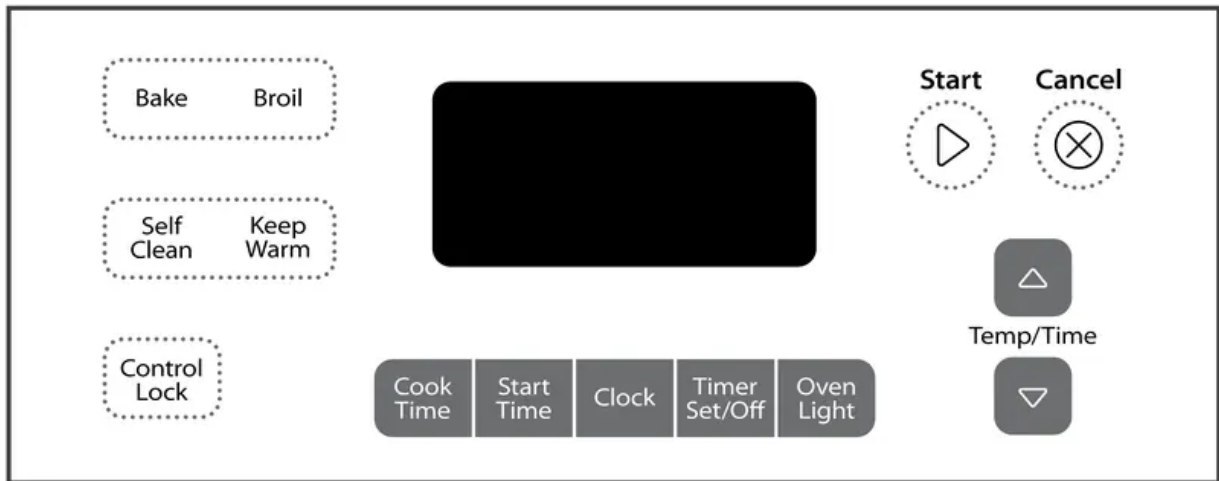 Bake Broil
Start Cancel
Self Clean
Keep Warm
Temp/Time
Control
Lock
Cook Time
Start Time
Clock
Timer Set/Off
Oven Light